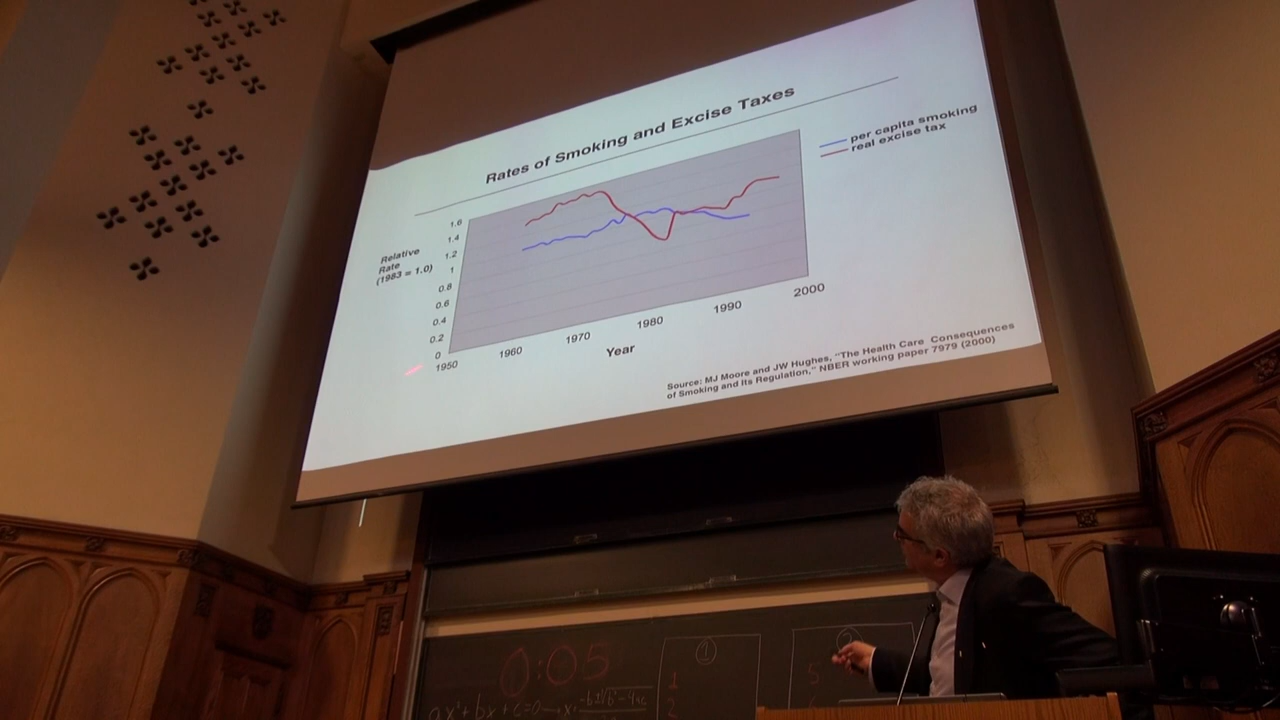 Rates of Smoking and Excise Taxes
per capita smoking
real excise tax
Relative
Rate
(1983 = 1.0)
1.6
1.4
1.2
1
0.8
0.6
0.4
0.2
0
1950
1960
1970
1980
1990
2000
Year
Source: MJ Moore and JW Hughes, "The Health Care Consequences
of Smoking and Its Regulation," NBER working paper 7979 (2000)
0:05
1
2
1
5
2